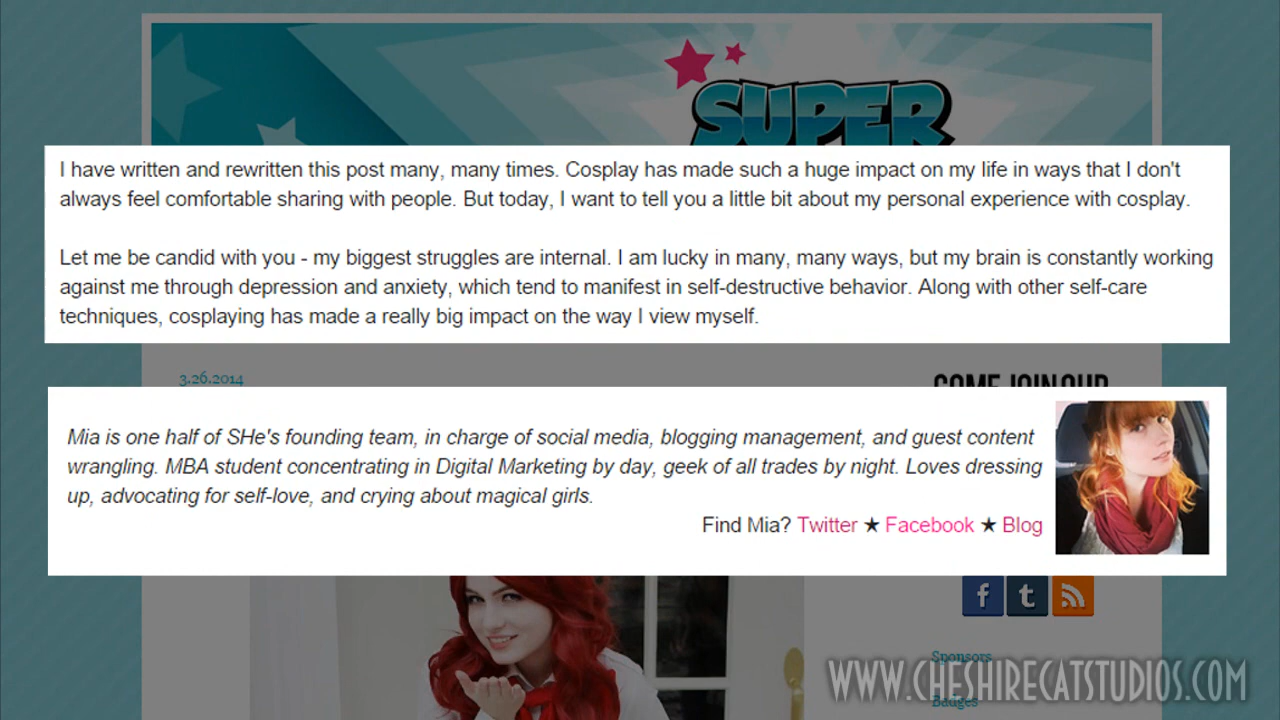 SUPER
I have written and rewritten this post many, many times. Cosplay has made such a huge impact on my life in ways that I don't
always feel comfortable sharing with people. But today, I want to tell you a little bit about my personal experience with cosplay.
Let me be candid with you - my biggest struggles are internal. I am lucky in many, many ways, but my brain is constantly working
against me through depression and anxiety, which tend to manifest in self-destructive behavior. Along with other self-care
techniques, cosplaying has made a really big impact on the way I view myself.
3.26.2014
COME JOIN OUR
Mia is one half of SHe's founding team, in charge of social media, blogging management, and guest content
wrangling. MBA student concentrating in Digital Marketing by day, geek of all trades by night. Loves dressing
up, advocating for self-love, and crying about magical girls.
Find Mia? Twitter ★ Facebook ★ Blog
f t
Sponsors
Badges
WWW.CHESHIRECATSTUDIOS.COM